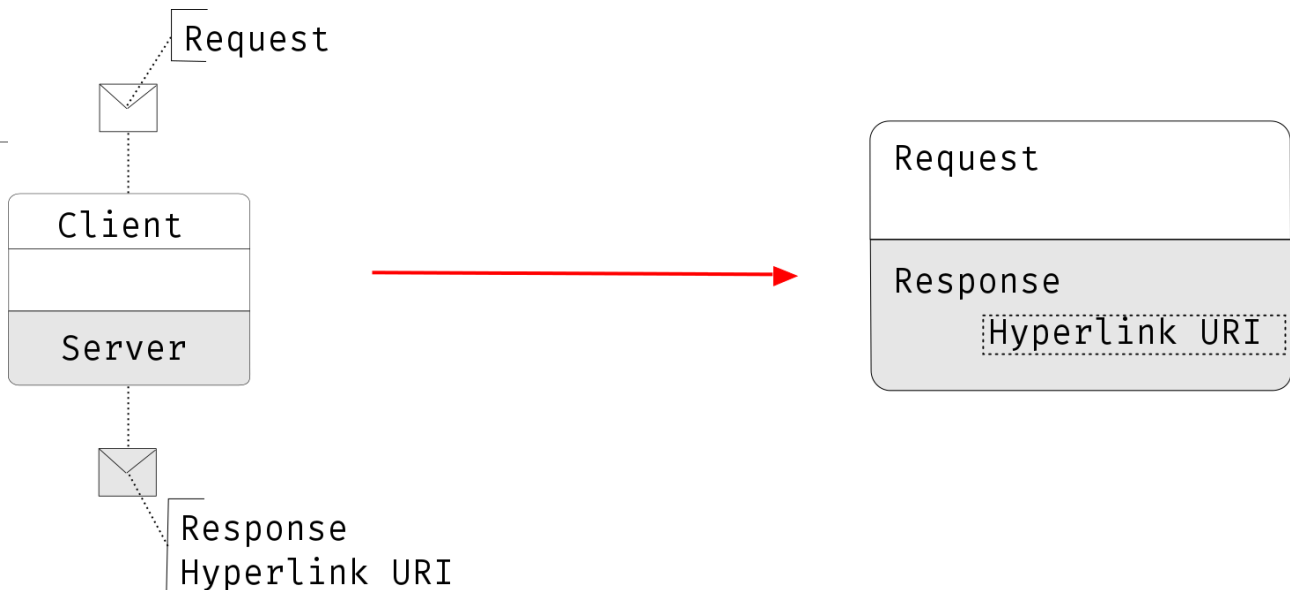 Request
Client
Server
Response
Hyperlink URI
Request
Response
Hyperlink URI